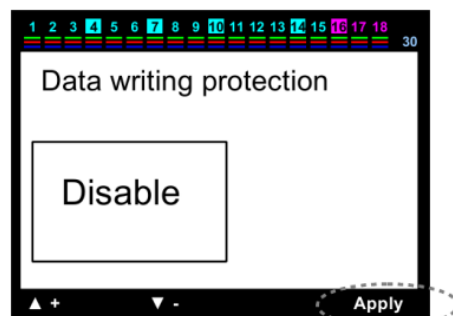 1 2 3 4 5 6 7 8 9 10 11 12 13 14 15 16 17 18
30
Data writing protection
Disable
▲ + ▼ - Apply